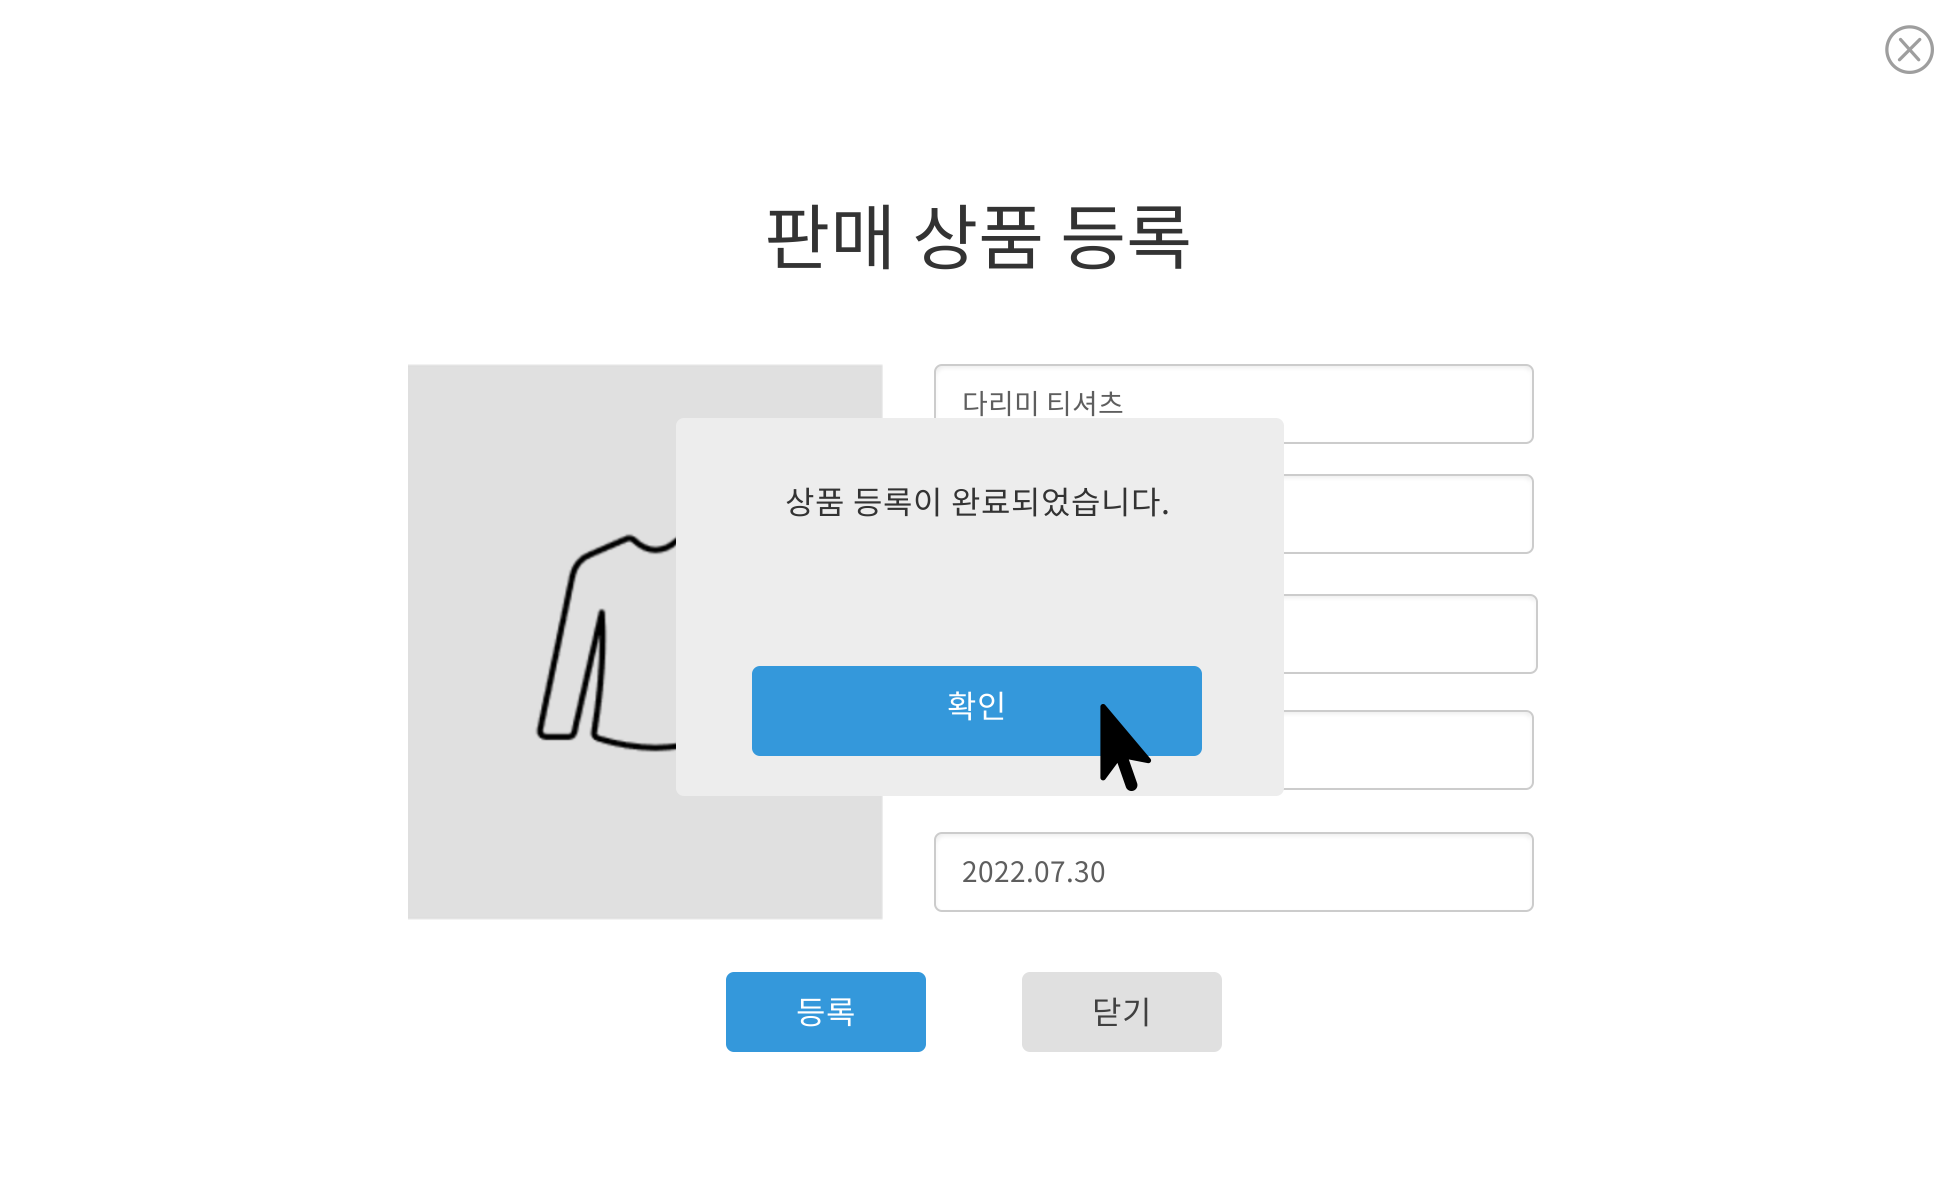 판매 상품 등록
다리미 티셔츠
상품 등록이 완료되었습니다.
확인
2022.07.30
등록
닫기